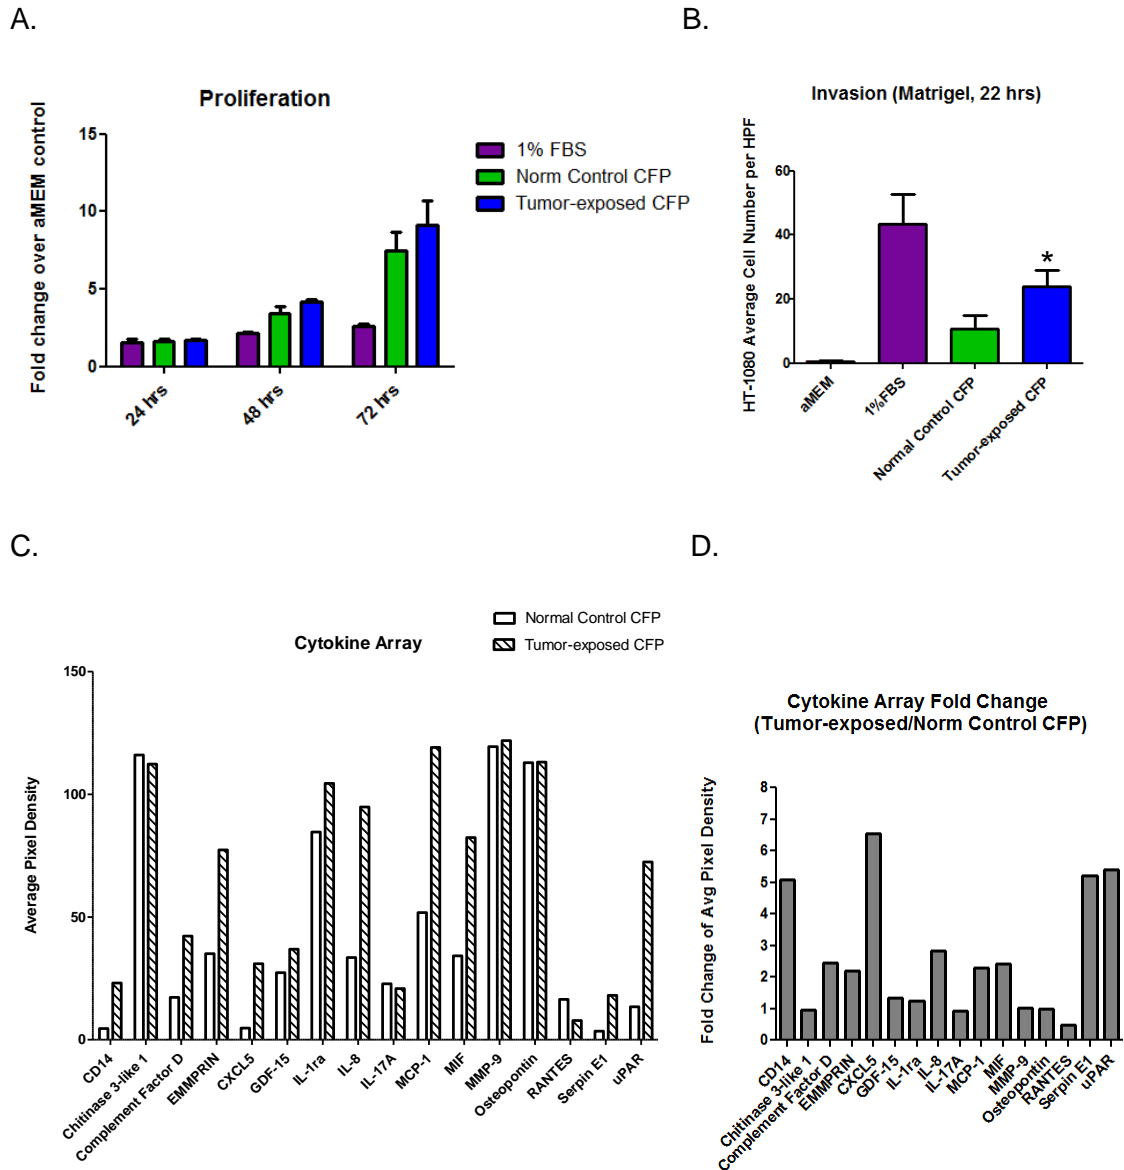 A.
Proliferation
Fold change over aMEM control
15
10
5
0
24 hrs
48 hrs
72 hrs
1% FBS
Norm Control CFP
Tumor-exposed CFP
B.
Invasion (Matrigel, 22 hrs)
HT-1080 Average Cell Number per HPF
60
40
20
0
*
aMEM
1%FBS
Normal Control CFP
Tumor-exposed CFP
C.
Normal Control CFP
Tumor-exposed CFP
Cytokine Array
Average Pixel Density
150
100
50
0
CD14
Chitinase 3-like 1
Complement Factor D
EMMPRIN
CXCL5
GDF-15
IL-1ra
IL-8
IL-17A
MCP-1
MIF
MMP-9
Osteopontin
RANTES
Serpin E1
uPAR
D.
Cytokine Array Fold Change
(Tumor-exposed/Norm Control CFP)
Fold Change of Avg Pixel Density
8
7
6
5
4
3
2
1
0
CD14
Chitinase 3-like 1
Complement Factor D
EMMPRIN
CXCL5
GDF-15
IL-1ra
IL-8
IL-17A
MCP-1
MIF
MMP-9
Osteopontin
RANTES
Serpin E1
uPAR